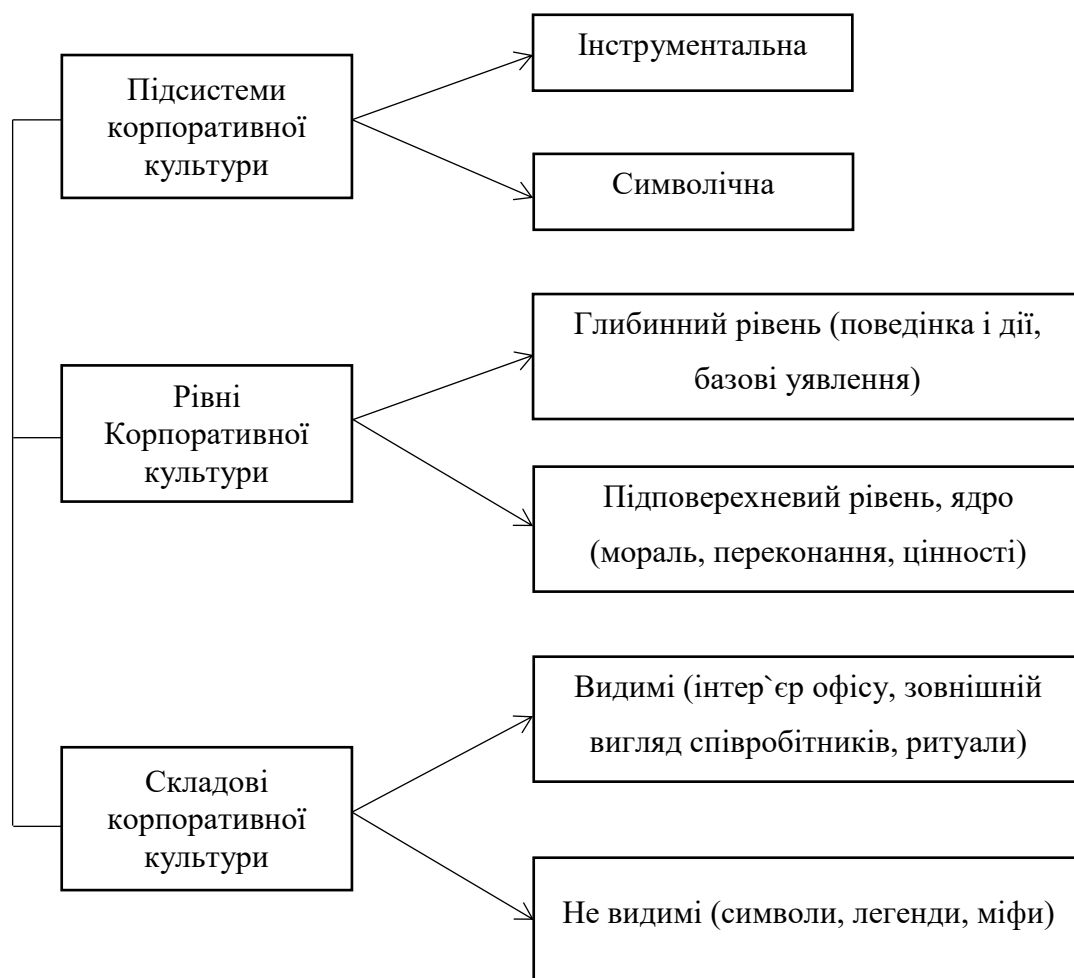 Підсистеми
корпоративної
культури
Інструментальна
Символічна
Рівні
Корпоративної
культури
Глибинний рівень (поведінка і дії,
базові уявлення)
Підповерехневий рівень, ядро
(мораль, переконання, цінності)
Складові
корпоративної
культури
Видимі (інтер`єр офісу, зовнішній
вигляд співробітників, ритуали)
Не видимі (символи, легенди, міфи)